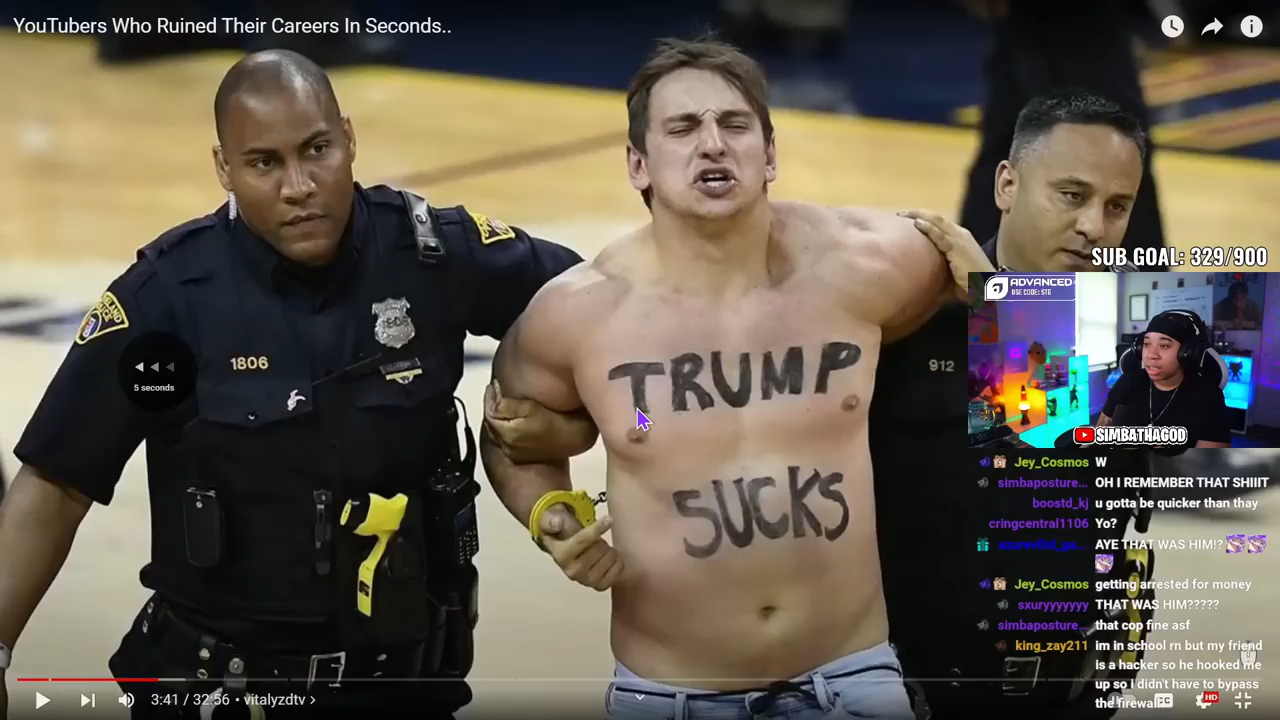 YouTubers Who Ruined Their Careers In Seconds..
SUB GOAL: 329/900
ADVANCED
USE CODE: STG
1806
5 seconds
912
TRUMP
SUCKS
SIMBATHAGOD
Jey_Cosmos W
simbaposture... OH I REMEMBER THAT SHIIIT
boostd_kj u gotta be quicker than thay
cringcentral1106 Yo?
AYE THAT WAS HIM!?
Jey_Cosmos getting arrested for money
sxuryyyyyyy THAT WAS HIM?????
simbaposture... that cop fine asf
king_zay211 im in school rn but my friend
is a hacker so he hooked me
up so I didn't have to bypass
the firewall
3:41 / 32:56 • vitalyzdtv ›
HD